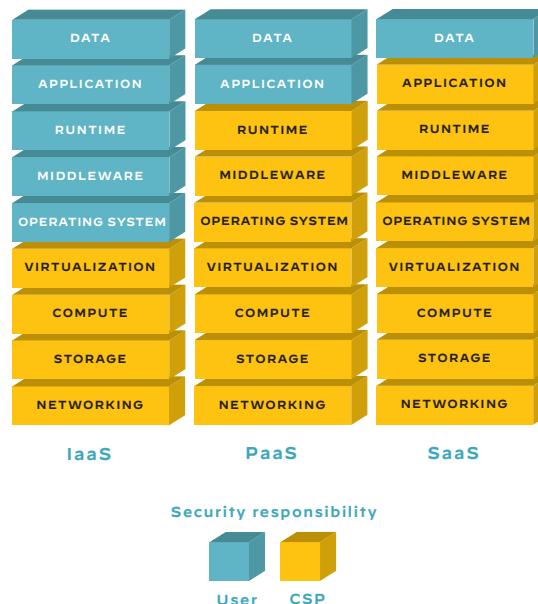 DATA
APPLICATION
RUNTIME
MIDDLEWARE
OPERATING SYSTEM
VIRTUALIZATION
COMPUTE
STORAGE
NETWORKING
IaaS
DATA
APPLICATION
RUNTIME
MIDDLEWARE
OPERATING SYSTEM
VIRTUALIZATION
COMPUTE
STORAGE
NETWORKING
PaaS
DATA
APPLICATION
RUNTIME
MIDDLEWARE
OPERATING SYSTEM
VIRTUALIZATION
COMPUTE
STORAGE
NETWORKING
SaaS
Security responsibility
User
CSP